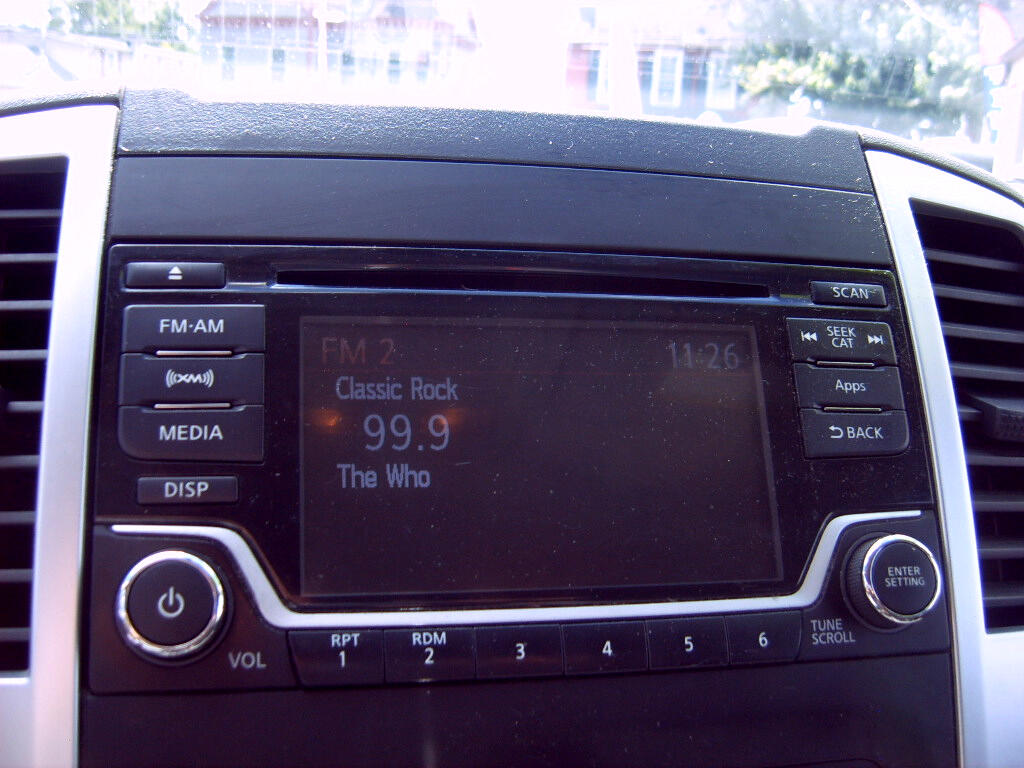 SCAN
FM·AM
SEEK
CAT
XM
Apps
MEDIA
BACK
DISP
FM 2
11:26
Classic Rock
99.9
The Who
ENTER
SETTING
TUNE
SCROLL
VOL
RPT
1
RDM
2
3
4
5
6